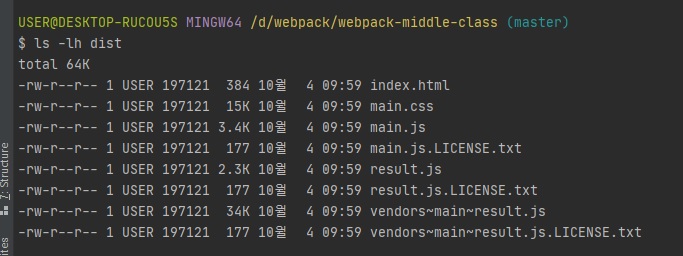 USER@DESKTOP-RUCOU5S MINGW64 /d/webpack/webpack-middle-class (master)
$ ls -lh dist
total 64K
-rw-r--r-- 1 USER 197121  384 10월  4 09:59 index.html
-rw-r--r-- 1 USER 197121  15K 10월  4 09:59 main.css
-rw-r--r-- 1 USER 197121 3.4K 10월  4 09:59 main.js
-rw-r--r-- 1 USER 197121  177 10월  4 09:59 main.js.LICENSE.txt
-rw-r--r-- 1 USER 197121 2.3K 10월  4 09:59 result.js
-rw-r--r-- 1 USER 197121  177 10월  4 09:59 result.js.LICENSE.txt
-rw-r--r-- 1 USER 197121  34K 10월  4 09:59 vendors~main~result.js
-rw-r--r-- 1 USER 197121  177 10월  4 09:59 vendors~main~result.js.LICENSE.txt
7: Structure
ites